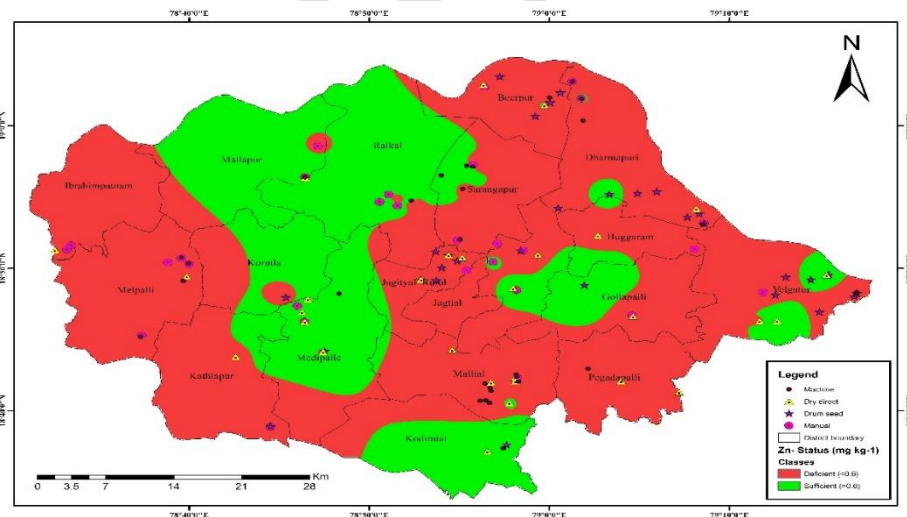 78°40'0"E 78°50'0"E 79°0'0"E 79°10'0"E
N
Beerpur
Mallapur
Raikal
Dharmapuri
Ibrahimpatnam
Sarangapur
Buggaram
Korutla
Metpalli
Jagityal Rural
Jagtial
Gollapalli
Velgatur
Medipalle
Kathlapur
Mallial
Pegadapalli
Kodimial
Legend
Machine
Dry direct
Drum seed
Manual
District boundary
Zn- Status (mg kg-1)
Classes
Deficient (<0.6)
Sufficient (>0.6)
Km
0 3.5 7 14 21 28
78°40'0"E 78°50'0"E 79°0'0"E 79°10'0"E